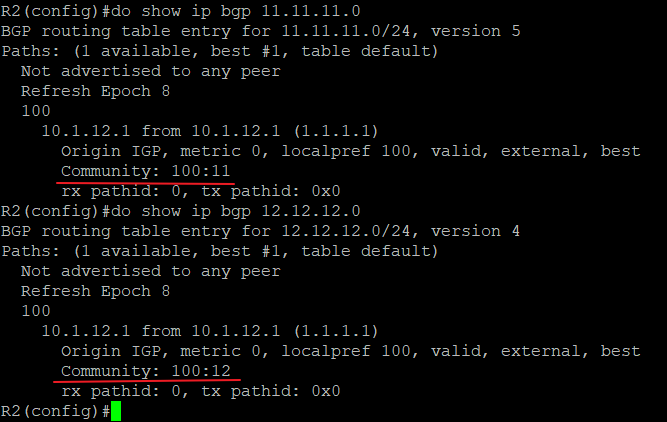 R2(config)#do show ip bgp 11.11.11.0
BGP routing table entry for 11.11.11.0/24, version 5
Paths: (1 available, best #1, table default)
  Not advertised to any peer
  Refresh Epoch 8
  100
    10.1.12.1 from 10.1.12.1 (1.1.1.1)
      Origin IGP, metric 0, localpref 100, valid, external, best
      Community: 100:11
      rx pathid: 0, tx pathid: 0x0
R2(config)#do show ip bgp 12.12.12.0
BGP routing table entry for 12.12.12.0/24, version 4
Paths: (1 available, best #1, table default)
  Not advertised to any peer
  Refresh Epoch 8
  100
    10.1.12.1 from 10.1.12.1 (1.1.1.1)
      Origin IGP, metric 0, localpref 100, valid, external, best
      Community: 100:12
      rx pathid: 0, tx pathid: 0x0
R2(config)#